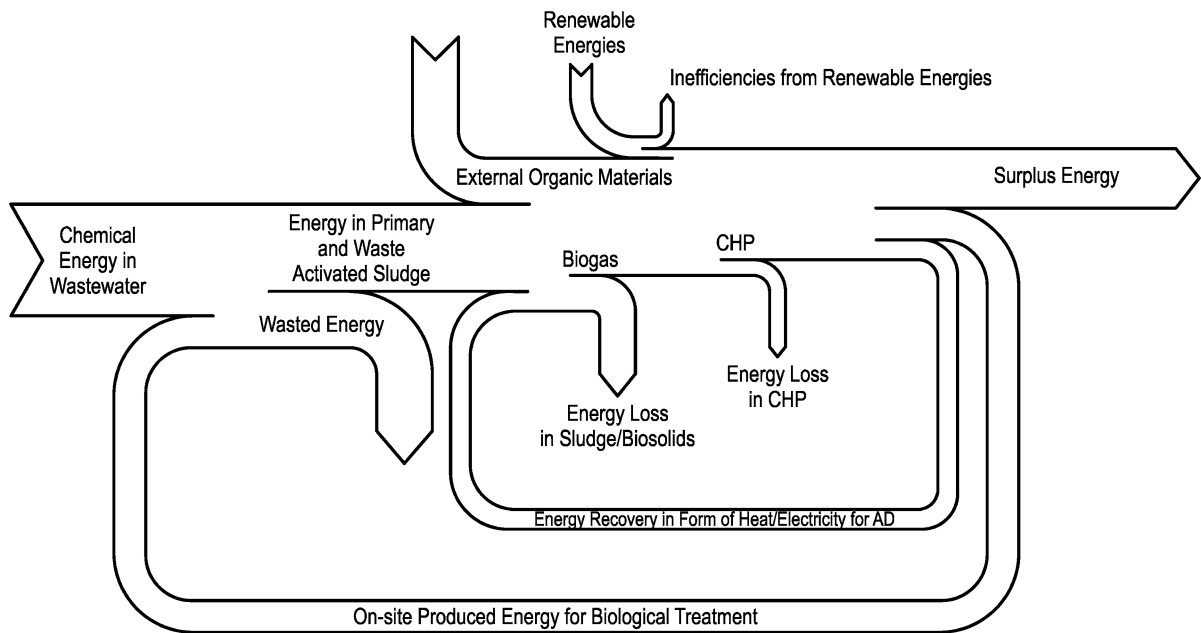 Renewable
Energies
Inefficiencies from Renewable Energies
External Organic Materials
Surplus Energy
Chemical
Energy in
Wastewater
Energy in Primary
and Waste
Activated Sludge
Biogas
CHP
Wasted Energy
Energy Loss
in CHP
Energy Loss
in Sludge/Biosolids
Energy Recovery in Form of Heat/Electricity for AD
On-site Produced Energy for Biological Treatment